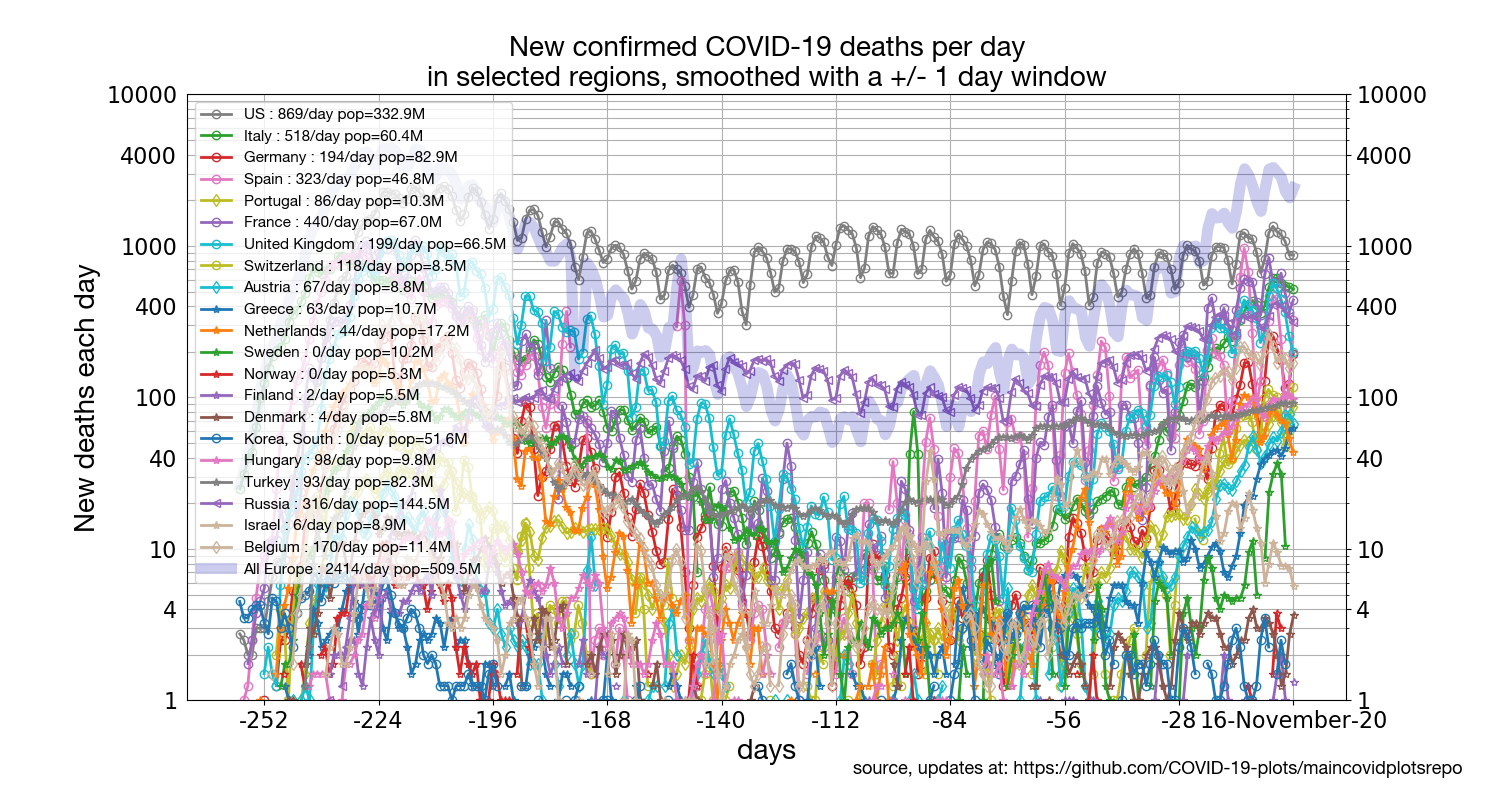 New confirmed COVID-19 deaths per day
in selected regions, smoothed with a +/- 1 day window
New deaths each day
10000
4000
1000
400
100
40
10
4
1
US : 869/day pop=332.9M
Italy : 518/day pop=60.4M
Germany : 194/day pop=82.9M
Spain : 323/day pop=46.8M
Portugal : 86/day pop=10.3M
France : 440/day pop=67.0M
United Kingdom : 199/day pop=66.5M
Switzerland : 118/day pop=8.5M
Austria : 67/day pop=8.8M
Greece : 63/day pop=10.7M
Netherlands : 44/day pop=17.2M
Sweden : 0/day pop=10.2M
Norway : 0/day pop=5.3M
Finland : 2/day pop=5.5M
Denmark : 4/day pop=5.8M
Korea, South : 0/day pop=51.6M
Hungary : 98/day pop=9.8M
Turkey : 93/day pop=82.3M
Russia : 316/day pop=144.5M
Israel : 6/day pop=8.9M
Belgium : 170/day pop=11.4M
All Europe : 2414/day pop=509.5M
10000
4000
1000
400
100
40
10
4
1
-252 -224 -196 -168 -140 -112 -84 -56 -28 16-November-20
days
source, updates at: https://github.com/COVID-19-plots/maincovidplotsrepo